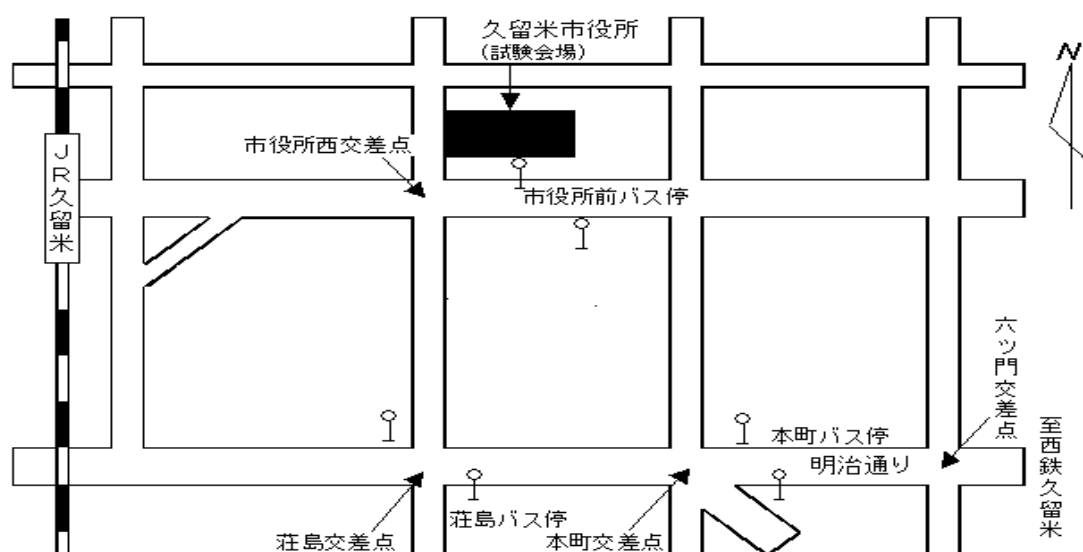 久留米市役所
(試験会場)
N
市役所西交差点
JR久留米
市役所前バス停
六ツ門交差点
本町バス停
至西鉄久留米
明治通り
荘島バス停
荘島交差点
本町交差点